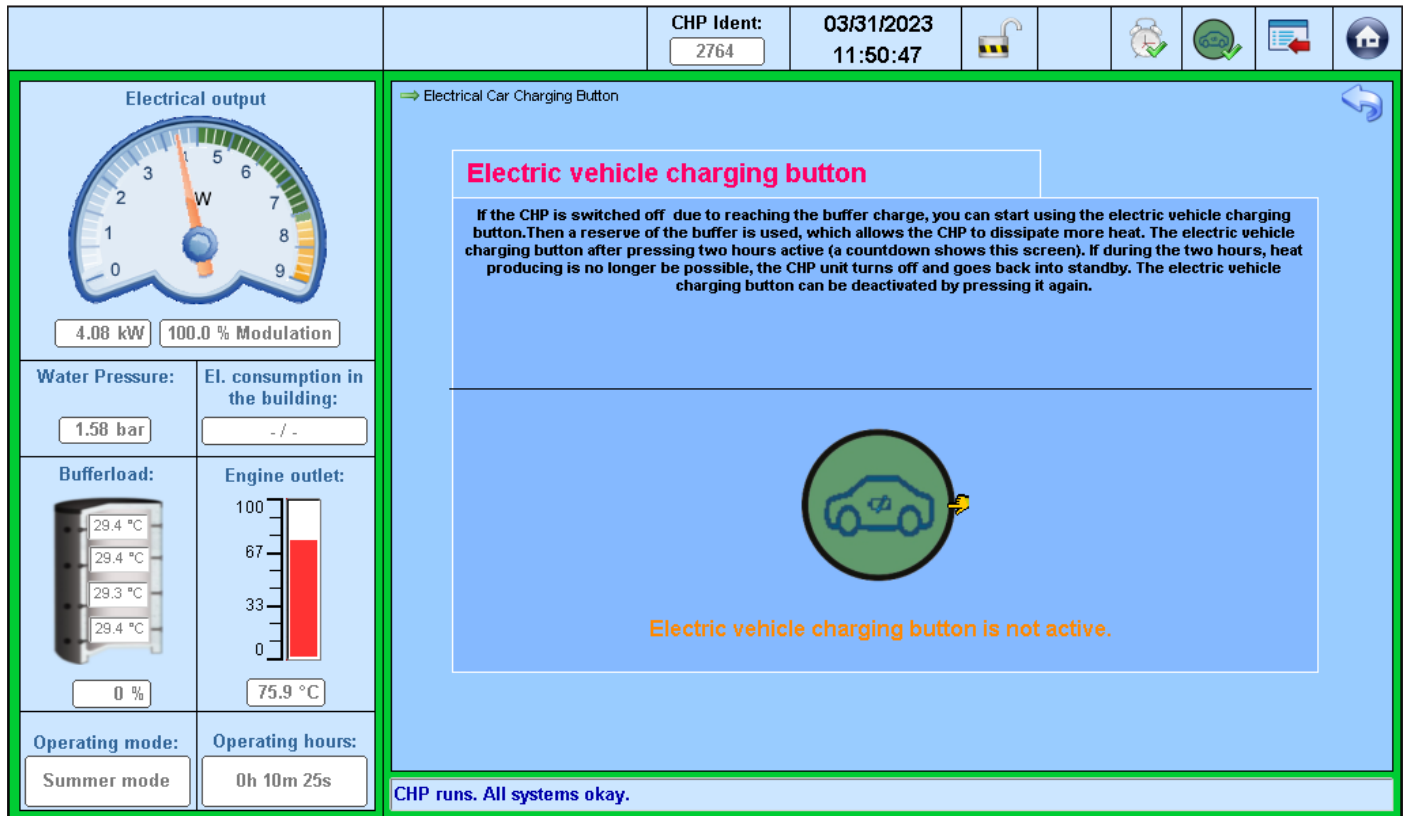 CHP Ident:
2764
03/31/2023
11:50:47
Electrical output
0
1
2
3
5
6
7
8
9
W
4.08 kW
100.0 % Modulation
Water Pressure:
1.58 bar
El. consumption in
the building:
- / -
Bufferload:
29.4 °C
29.4 °C
29.3 °C
29.4 °C
0 %
Engine outlet:
100
67
33
0
75.9 °C
Operating mode:
Summer mode
Operating hours:
0h 10m 25s
Electrical Car Charging Button
Electric vehicle charging button
If the CHP is switched off due to reaching the buffer charge, you can start using the electric vehicle charging
button.Then a reserve of the buffer is used, which allows the CHP to dissipate more heat. The electric vehicle
charging button after pressing two hours active (a countdown shows this screen). If during the two hours, heat
producing is no longer be possible, the CHP unit turns off and goes back into standby. The electric vehicle
charging button can be deactivated by pressing it again.
Electric vehicle charging button is not active.
CHP runs. All systems okay.